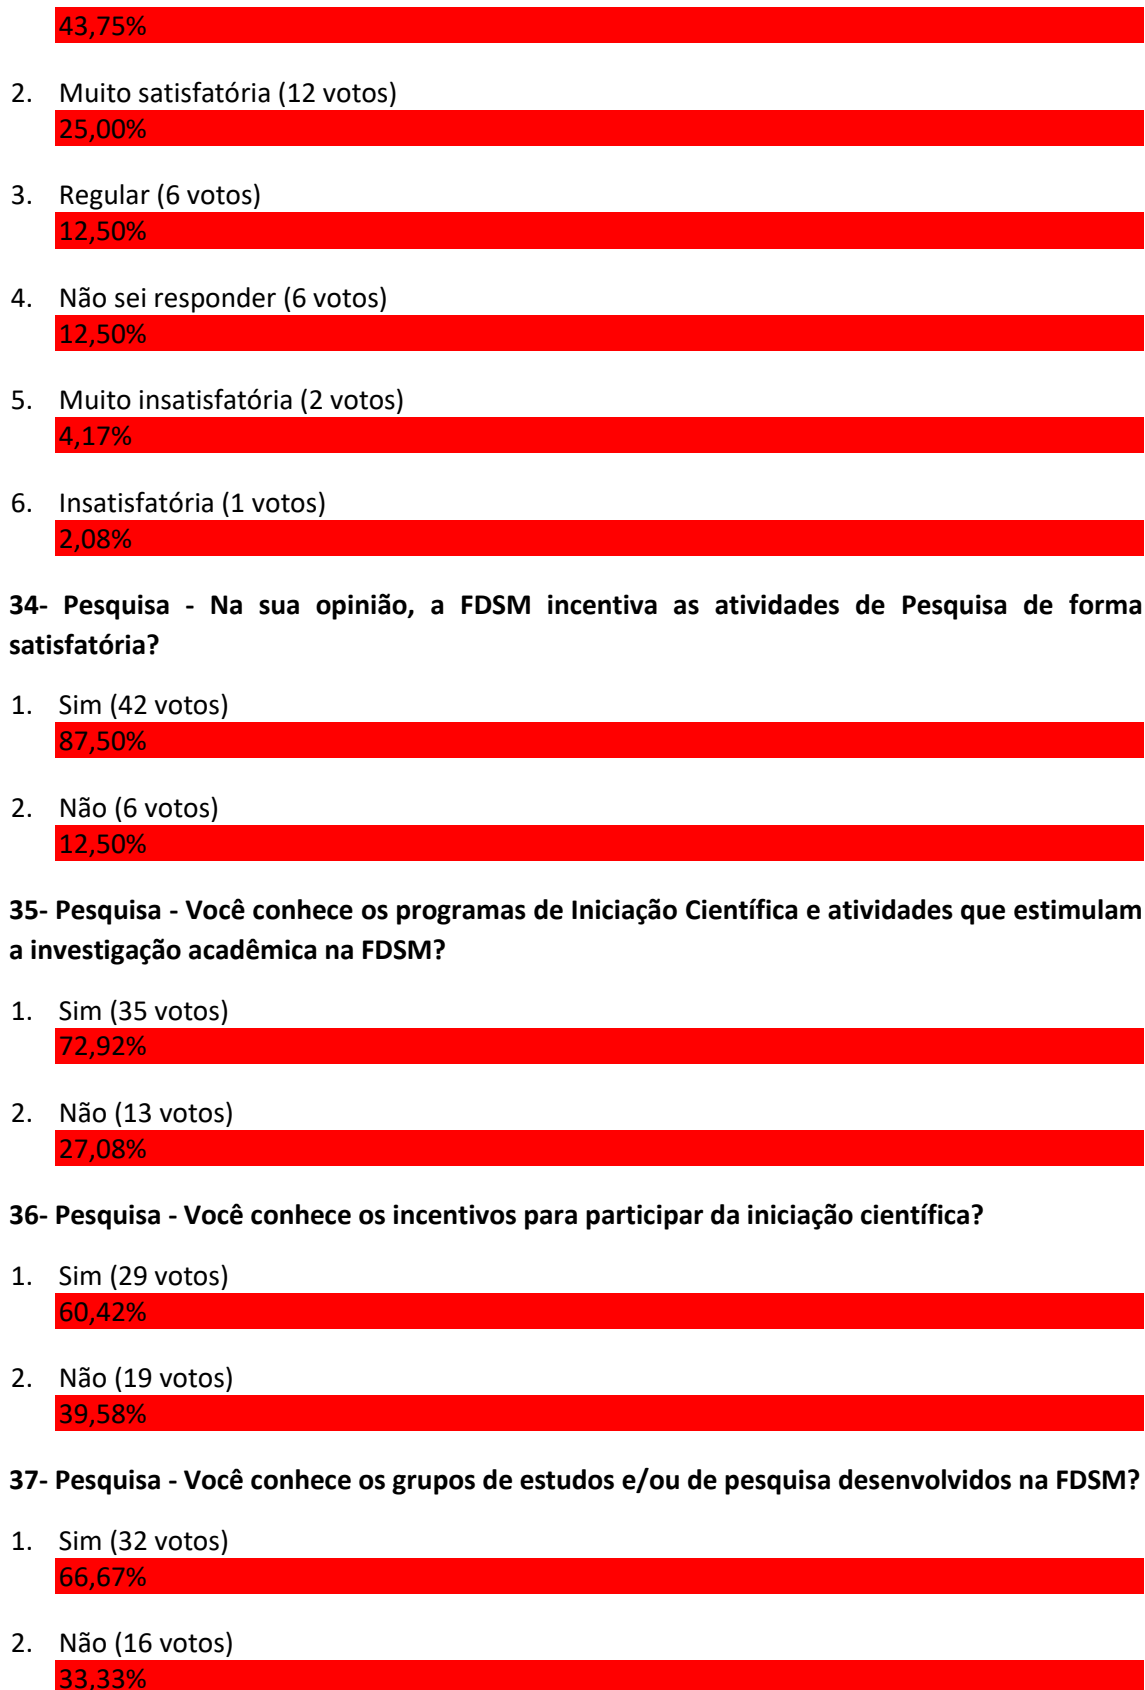 43,75%
2. Muito satisfatória (12 votos)
25,00%
3. Regular (6 votos)
12,50%
4. Não sei responder (6 votos)
12,50%
5. Muito insatisfatória (2 votos)
4,17%
6. Insatisfatória (1 votos)
2,08%
34- Pesquisa - Na sua opinião, a FDSM incentiva as atividades de Pesquisa de forma
satisfatória?
1. Sim (42 votos)
87,50%
2. Não (6 votos)
12,50%
35- Pesquisa - Você conhece os programas de Iniciação Científica e atividades que estimulam
a investigação acadêmica na FDSM?
1. Sim (35 votos)
72,92%
2. Não (13 votos)
27,08%
36- Pesquisa - Você conhece os incentivos para participar da iniciação científica?
1. Sim (29 votos)
60,42%
2. Não (19 votos)
39,58%
37- Pesquisa - Você conhece os grupos de estudos e/ou de pesquisa desenvolvidos na FDSM?
1. Sim (32 votos)
66,67%
2. Não (16 votos)
33,33%